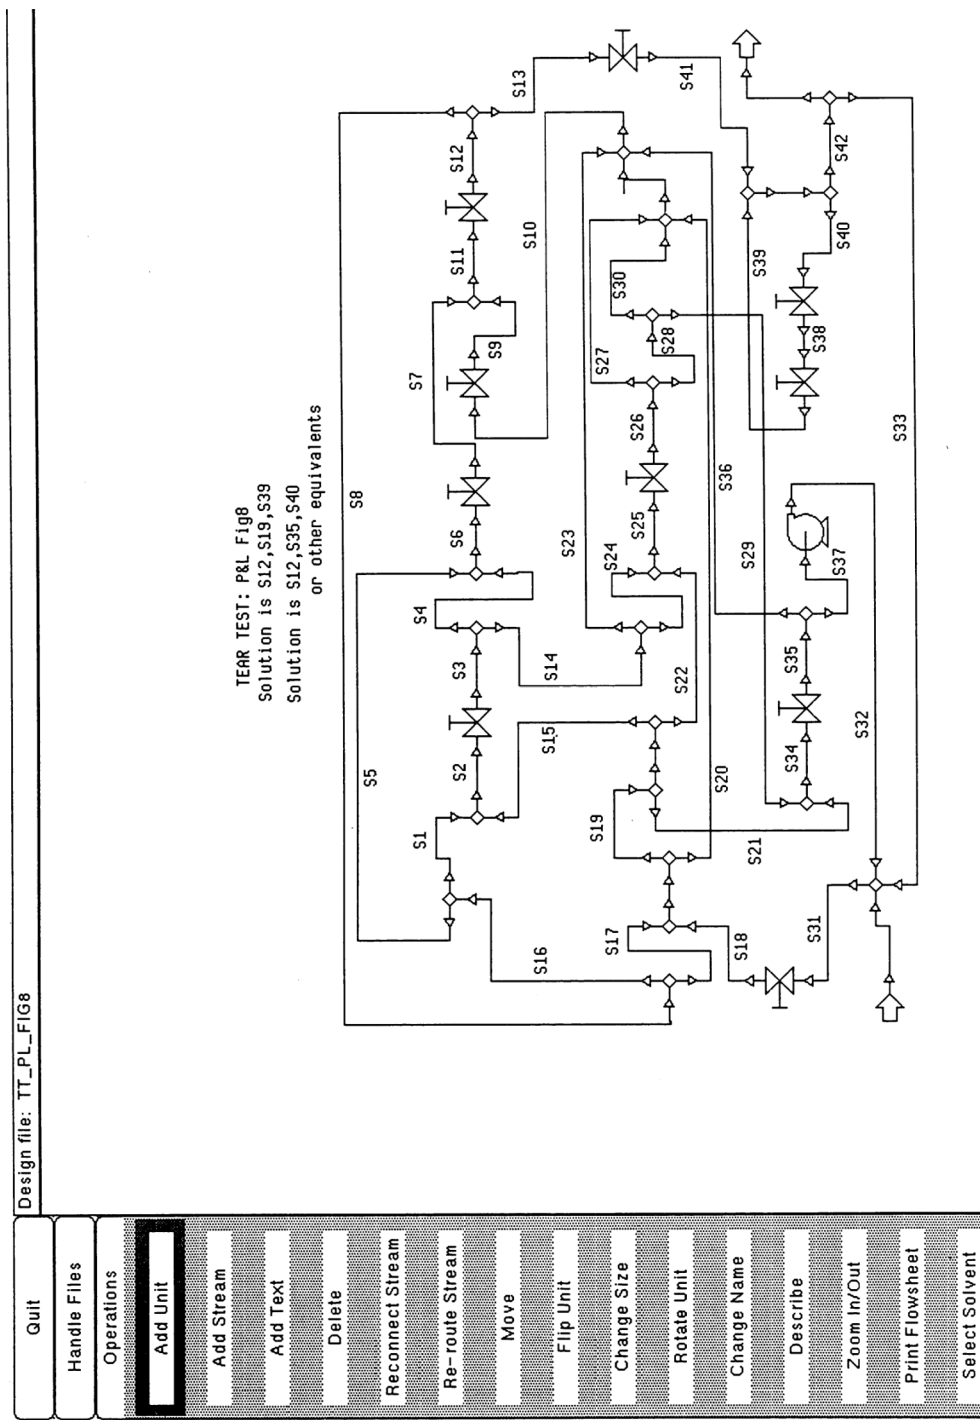 Design file: TT_PL_FIG8
Quit
Handle Files
Operations
Add Unit
Add Stream
Add Text
Delete
Reconnect Stream
Re-route Stream
Move
Flip Unit
Change Size
Rotate Unit
Change Name
Describe
Zoom In/Out
Print Flowsheet
Select Solvent
TEAR TEST: P&L Fig8
Solution is S12,S19,S39
Solution is S12,S35,S40
or other equivalents
S8
S5
S7
S13
S1
S2
S3
S4
S6
S9
S11
S12
S10
S41
S16
S15
S14
S23
S27
S30
S17
S19
S22
S24
S25
S26
S28
S18
S20
S36
S39
S42
S21
S29
S40
S31
S34
S35
S37
S38
S32
S33